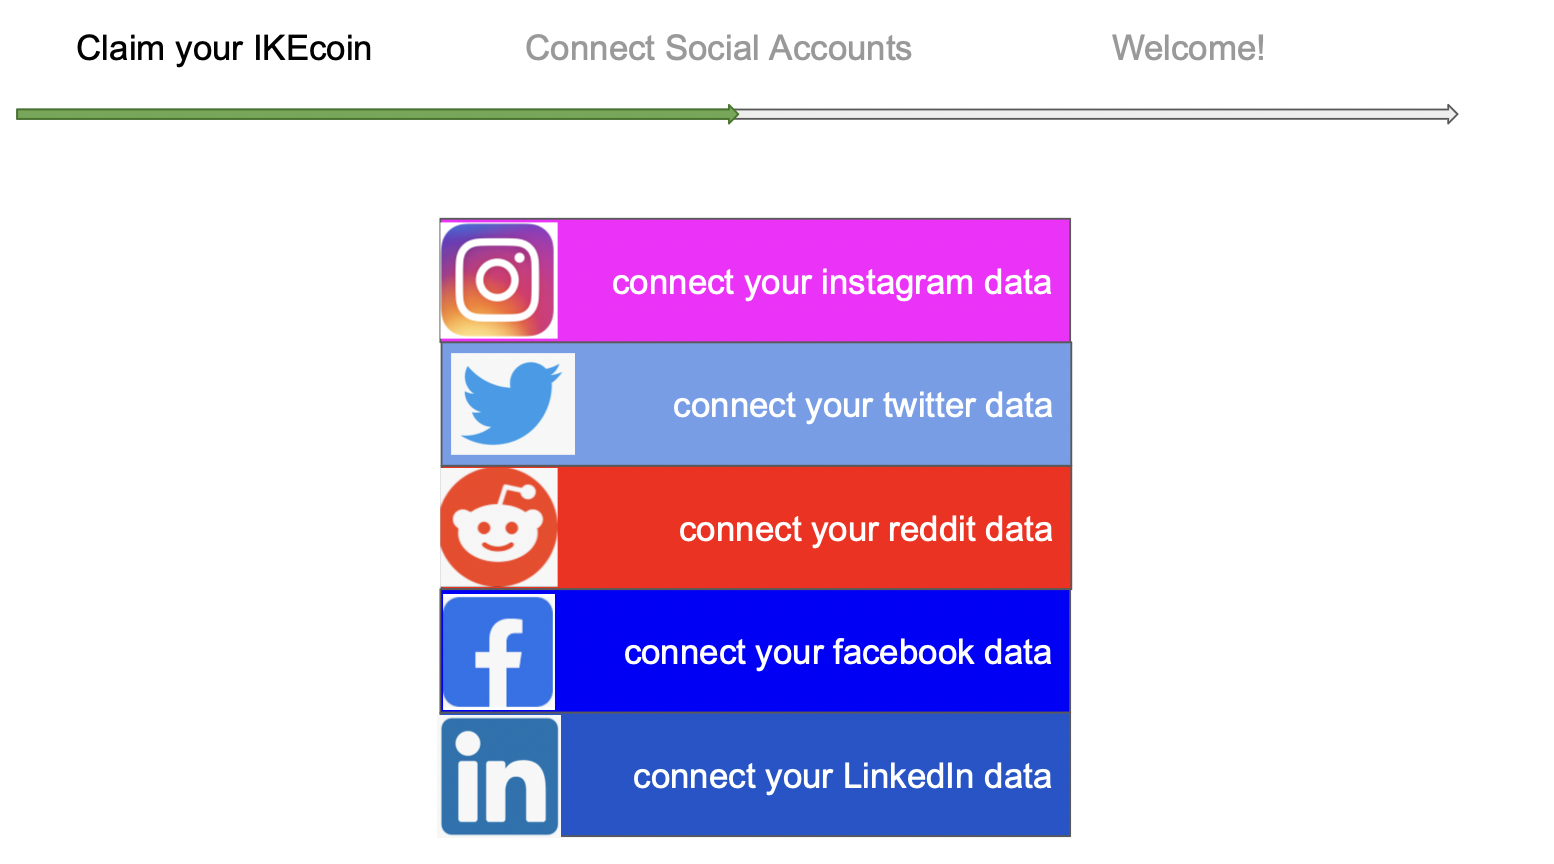 Claim your IKEcoin
Connect Social Accounts
Welcome!
connect your instagram data
connect your twitter data
connect your reddit data
f
connect your facebook data
in
connect your LinkedIn data